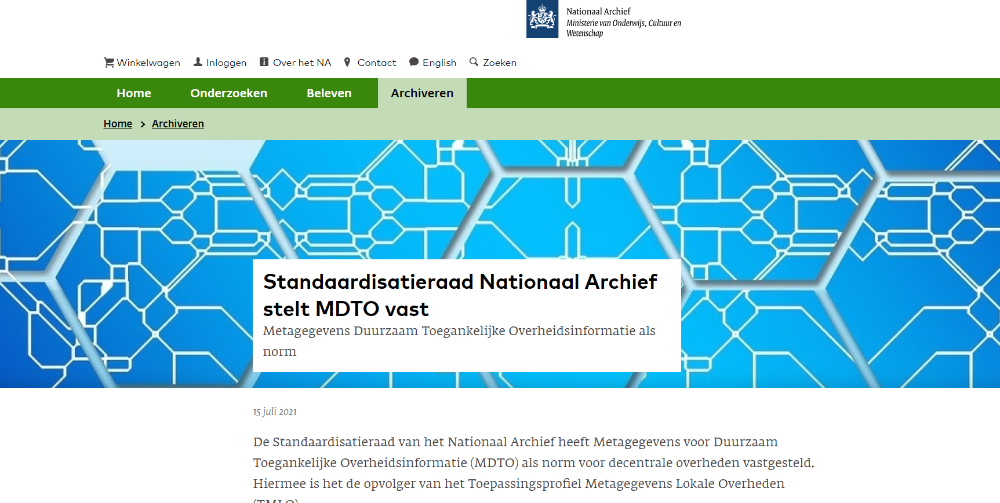 Nationaal Archief
Ministerie van Onderwijs, Cultuur en
Wetenschap
Winkelwagen Inloggen Over het NA Contact English Zoeken
Home Onderzoeken Beleven Archiveren
Home > Archiveren
Standaardisatieraad Nationaal Archief
stelt MDTO vast
Metagegevens Duurzaam Toegankelijke Overheidsinformatie als
norm
15 juli 2021
De Standaardisatieraad van het Nationaal Archief heeft Metagegevens voor Duurzaam
Toegankelijke Overheidsinformatie (MDTO) als norm voor decentrale overheden vastgesteld.
Hiermee is het de opvolger van het Toepassingsprofiel Metagegevens Lokale Overheden
(TMLO)